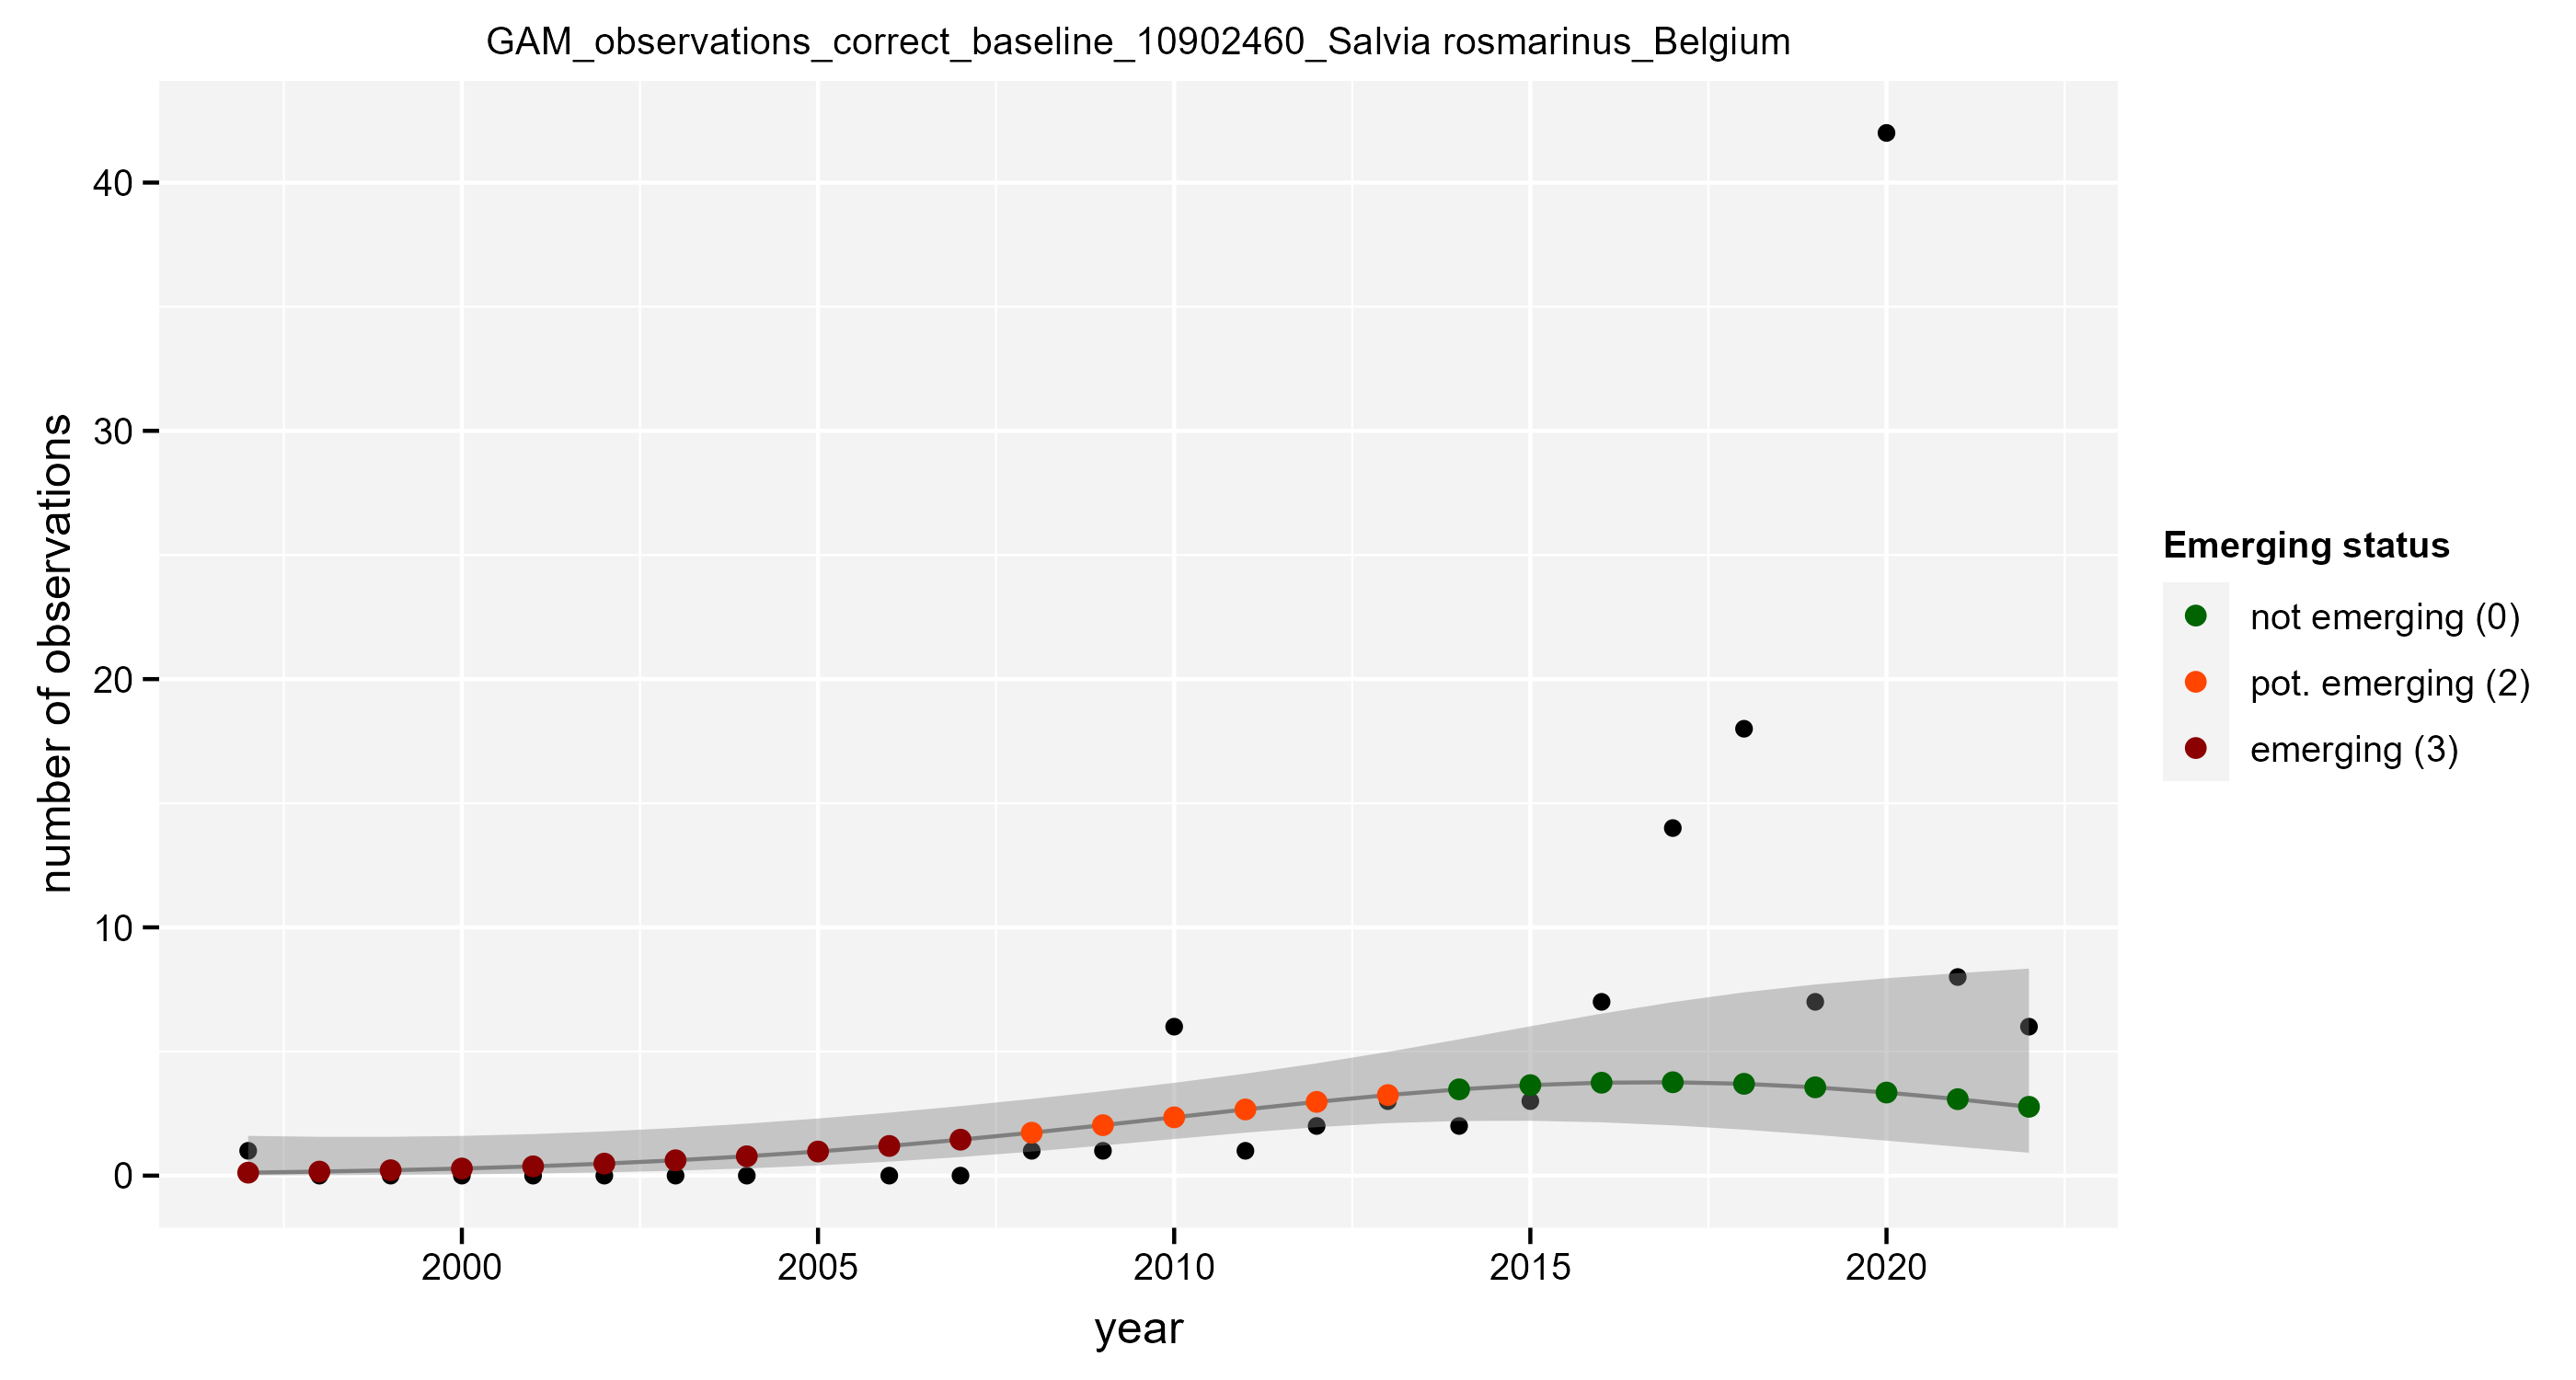 GAM_observations_correct_baseline_10902460_Salvia rosmarinus_Belgium
number of observations
40
30
20
10
0
2000
2005
2010
2015
2020
year
Emerging status
not emerging (0)
pot. emerging (2)
emerging (3)